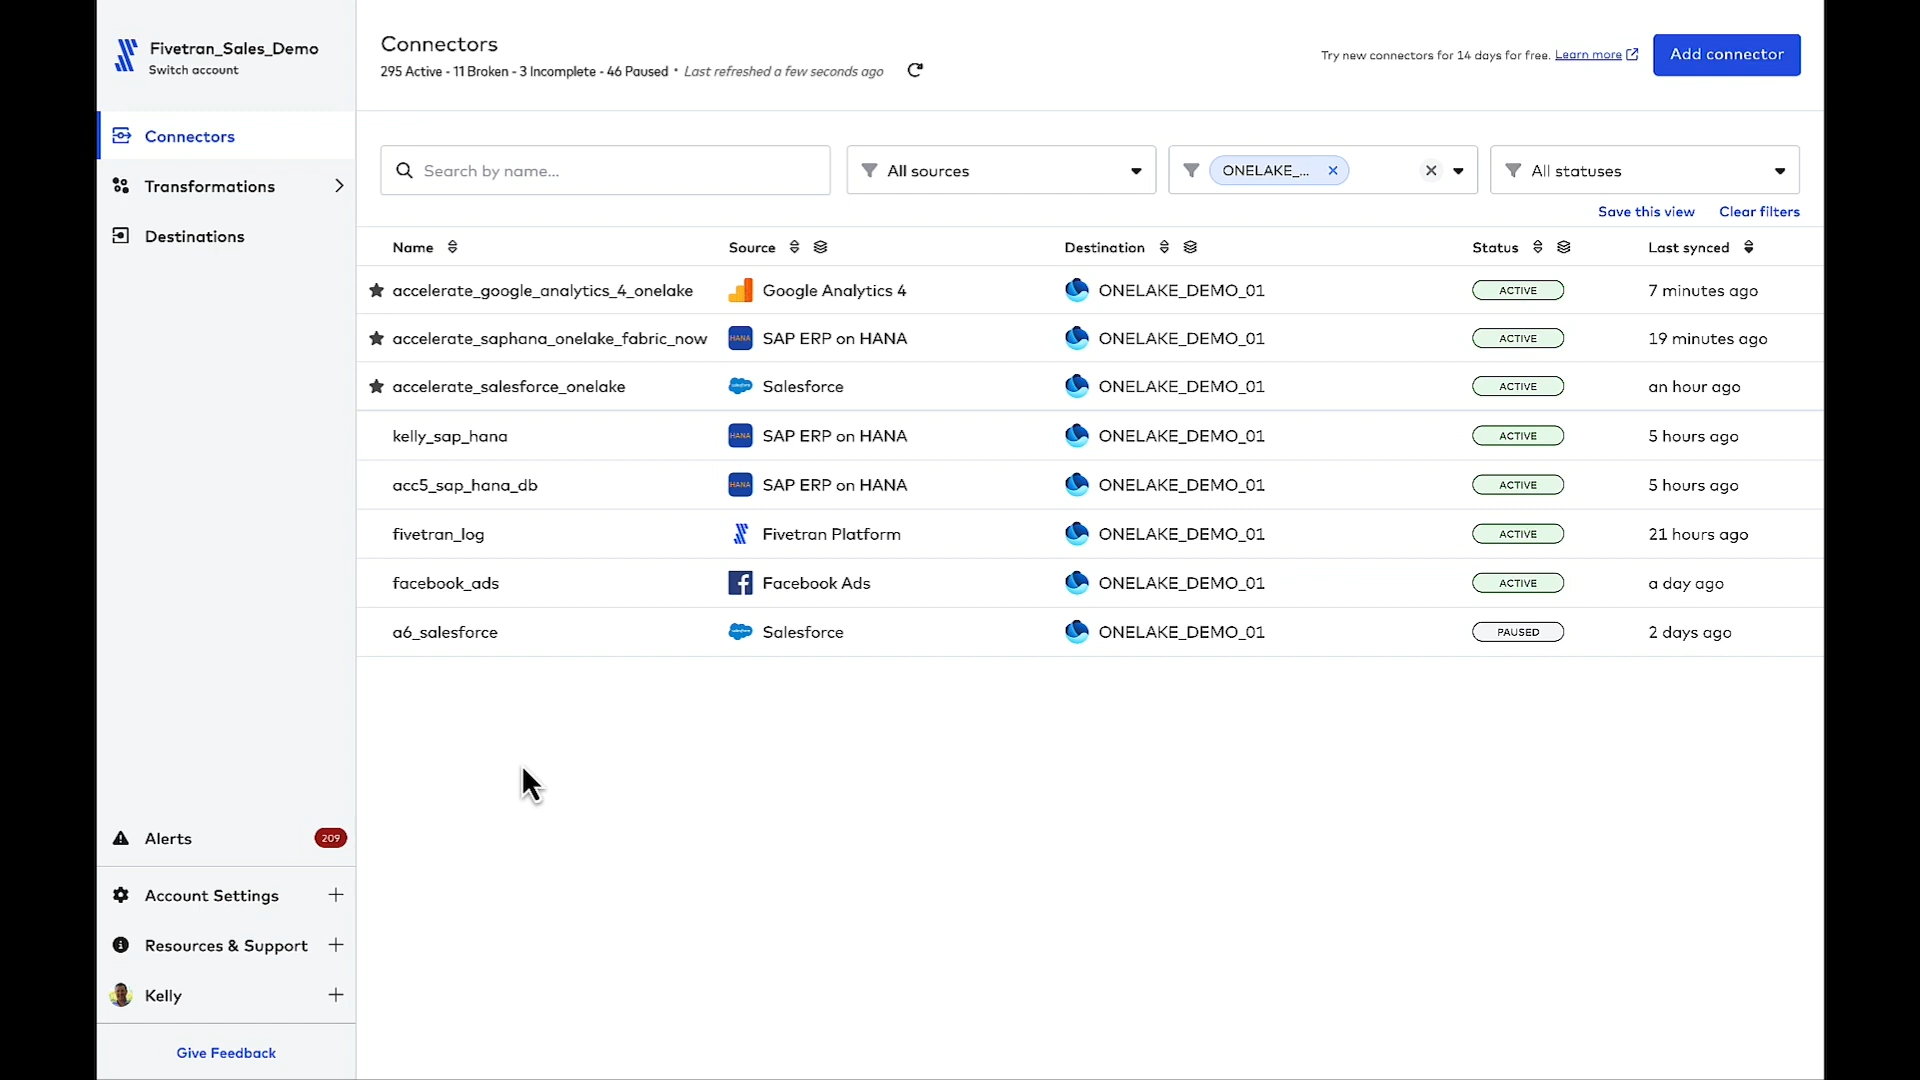 Fivetran_Sales_Demo
Switch account
Connectors
Transformations
Destinations
Alerts 209
Account Settings
Resources & Support
Kelly
Give Feedback
Connectors
295 Active - 11 Broken - 3 Incomplete - 46 Paused • Last refreshed a few seconds ago
Try new connectors for 14 days for free. Learn more
Add connector
Search by name...
All sources
ONELAKE_...
All statuses
Save this view Clear filters
Name Source Destination Status Last synced
accelerate_google_analytics_4_onelake Google Analytics 4 ONELAKE_DEMO_01 ACTIVE 7 minutes ago
accelerate_saphana_onelake_fabric_now HANA SAP ERP on HANA ONELAKE_DEMO_01 ACTIVE 19 minutes ago
accelerate_salesforce_onelake salesforce Salesforce ONELAKE_DEMO_01 ACTIVE an hour ago
kelly_sap_hana HANA SAP ERP on HANA ONELAKE_DEMO_01 ACTIVE 5 hours ago
acc5_sap_hana_db HANA SAP ERP on HANA ONELAKE_DEMO_01 ACTIVE 5 hours ago
fivetran_log Fivetran Platform ONELAKE_DEMO_01 ACTIVE 21 hours ago
facebook_ads Facebook Ads ONELAKE_DEMO_01 ACTIVE a day ago
a6_salesforce salesforce Salesforce ONELAKE_DEMO_01 PAUSED 2 days ago